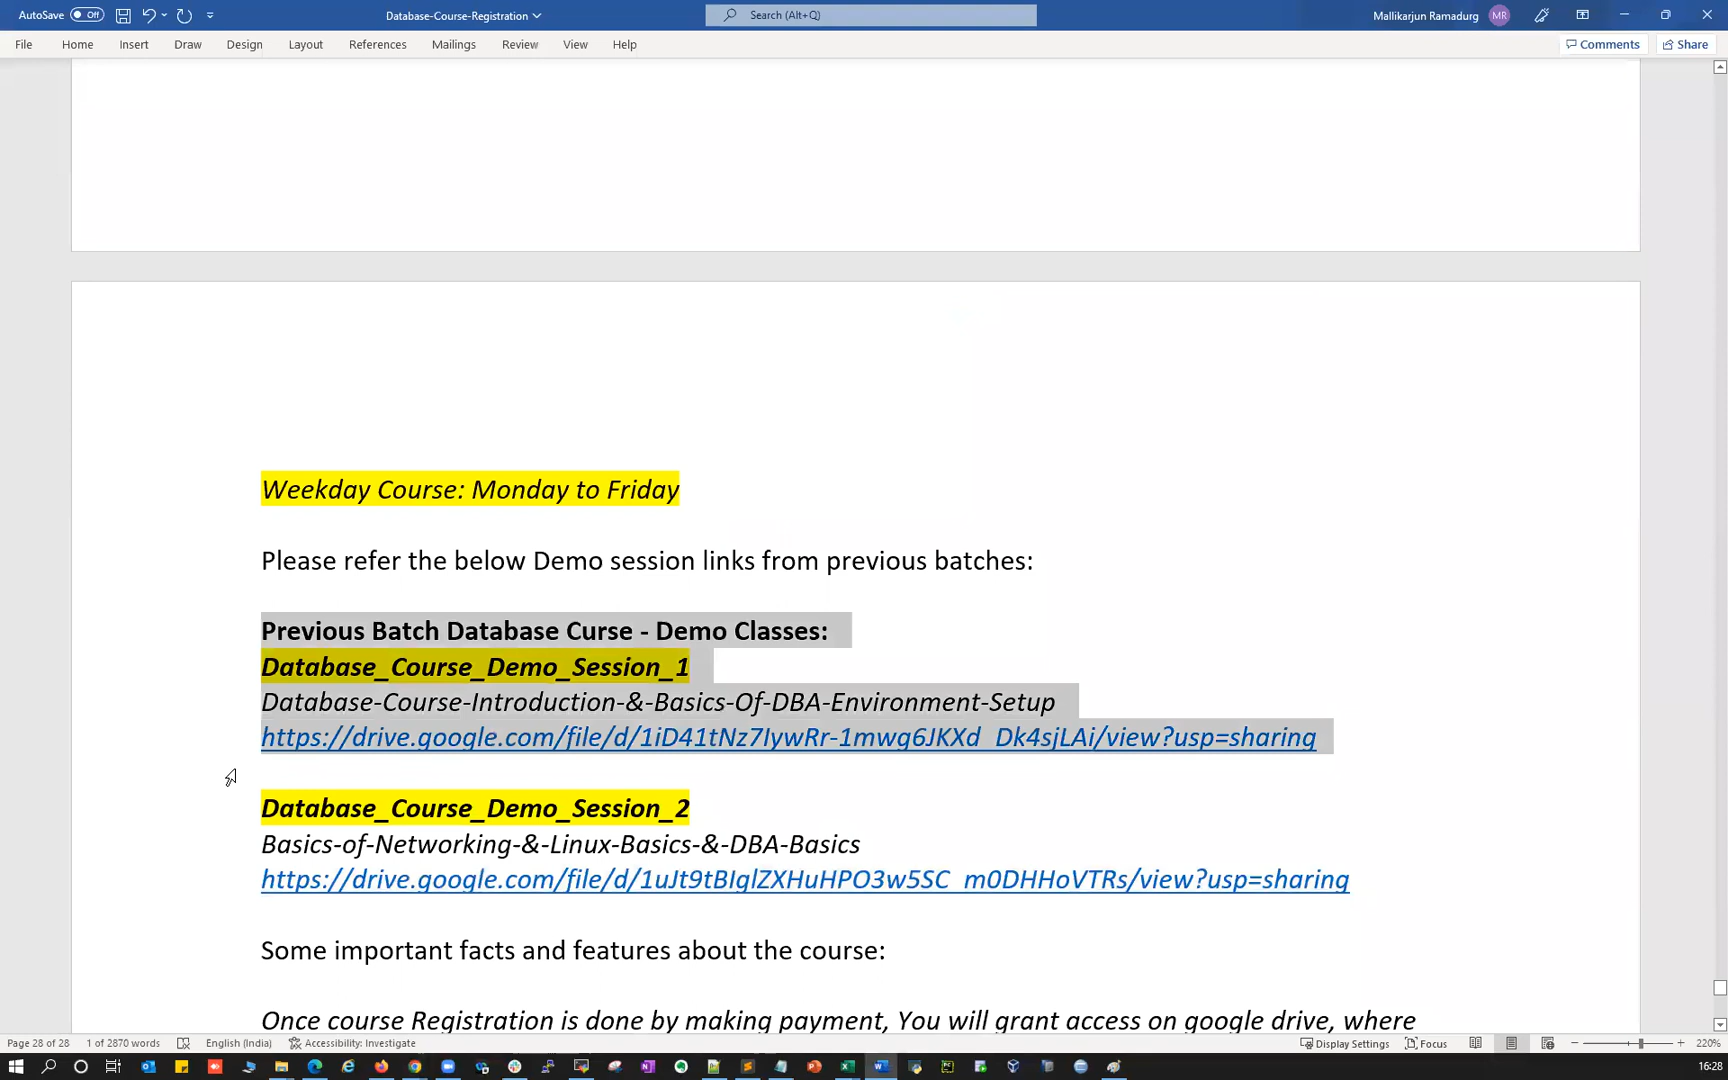 AutoSave Off
Database-Course-Registration
Search (Alt+Q)
Mallikarjun Ramadurg MR
File Home Insert Draw Design Layout References Mailings Review View Help
Comments Share
Weekday Course: Monday to Friday
Please refer the below Demo session links from previous batches:
Previous Batch Database Curse - Demo Classes:
Database_Course_Demo_Session_1
Database-Course-Introduction-&-Basics-Of-DBA-Environment-Setup
https://drive.google.com/file/d/1iD41tNz7IywRr-1mwg6JKXd_Dk4sjLAi/view?usp=sharing
Database_Course_Demo_Session_2
Basics-of-Networking-&-Linux-Basics-&-DBA-Basics
https://drive.google.com/file/d/1uJt9tBIglZXHuHPO3w5SC_m0DHHoVTRs/view?usp=sharing
Some important facts and features about the course:
Once course Registration is done by making payment, You will grant access on google drive, where
Page 28 of 28 1 of 2870 words English (India) Accessibility: Investigate Display Settings Focus 220%
16:28